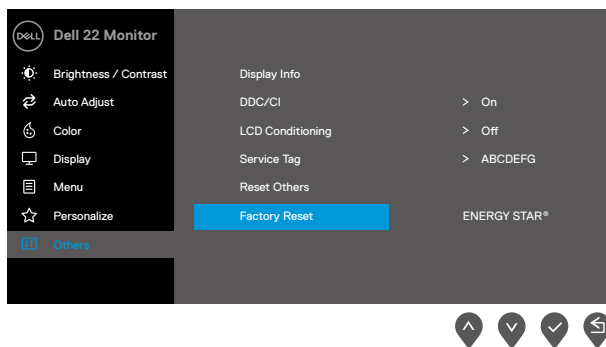 DELL Dell 22 Monitor
Brightness / Contrast Display Info
Auto Adjust DDC/CI > On
Color LCD Conditioning > Off
Display Service Tag > ABCDEFG
Menu Reset Others
Personalize Factory Reset ENERGY STAR®
Others